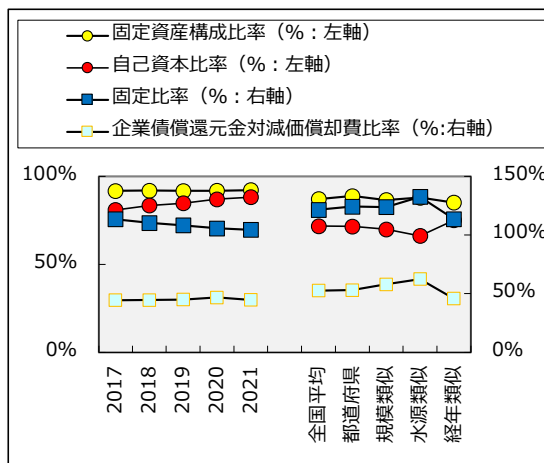 固定資産構成比率（%：左軸）
自己資本比率（%：左軸）
固定比率（%：右軸）
企業債償還元金対減価償却費比率（%:右軸）
100%
50%
0%
150%
100%
50%
0%
2017
2018
2019
2020
2021
全国平均
都道府県
規模類似
水源類似
経年類似